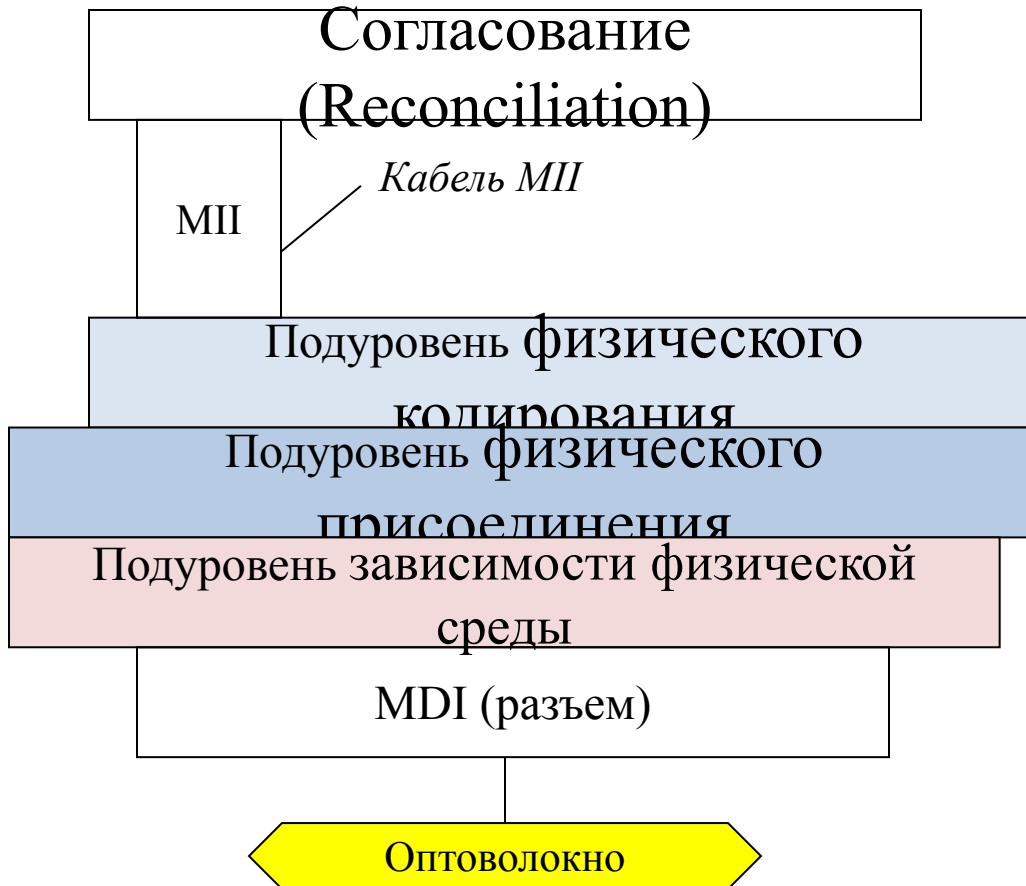 Согласование
(Reconciliation)
Кабель MII
MII
Подуровень физического
кодирования
Подуровень физического
присоединения
Подуровень зависимости физической
среды
MDI (разъем)
Оптоволокно